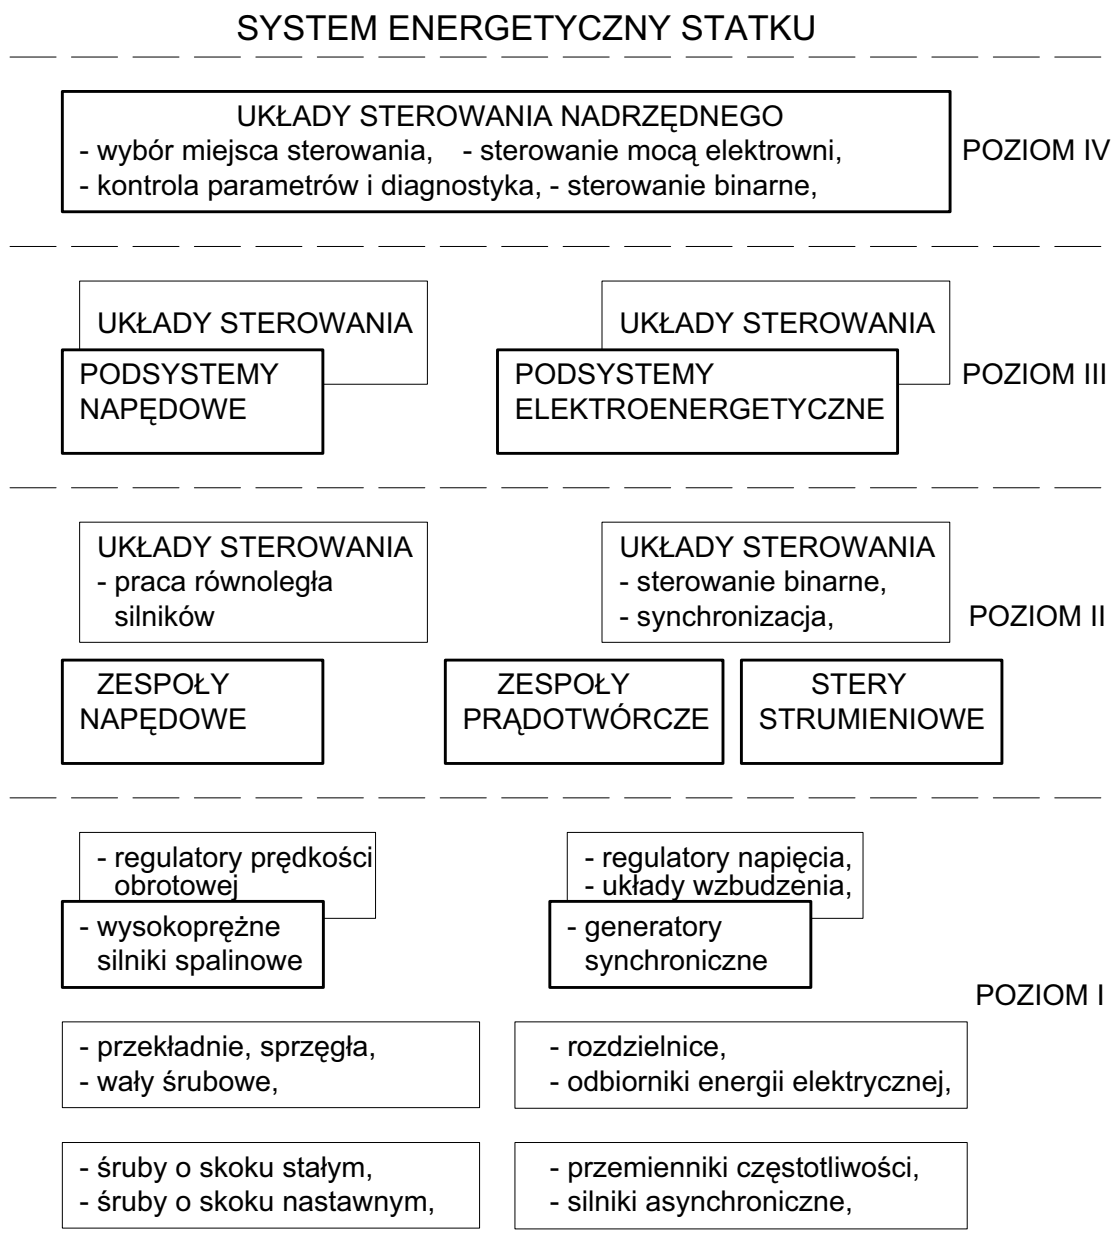 SYSTEM ENERGETYCZNY STATKU
UKŁADY STEROWANIA NADRZĘDNEGO
- wybór miejsca sterowania, - sterowanie mocą elektrowni,
- kontrola parametrów i diagnostyka, - sterowanie binarne,
POZIOM IV
UKŁADY STEROWANIA
PODSYSTEMY
NAPĘDOWE
UKŁADY STEROWANIA
PODSYSTEMY
ELEKTROENERGETYCZNE
POZIOM III
UKŁADY STEROWANIA
- praca równoległa
silników
UKŁADY STEROWANIA
- sterowanie binarne,
- synchronizacja,
POZIOM II
ZESPOŁY
NAPĘDOWE
ZESPOŁY
PRĄDOTWÓRCZE
STERY
STRUMIENIOWE
- regulatory prędkości
obrotowej
- wysokoprężne
silniki spalinowe
- regulatory napięcia,
- układy wzbudzenia,
- generatory
synchroniczne
POZIOM I
- przekładnie, sprzęgła,
- wały śrubowe,
- rozdzielnice,
- odbiorniki energii elektrycznej,
- śruby o skoku stałym,
- śruby o skoku nastawnym,
- przemienniki częstotliwości,
- silniki asynchroniczne,